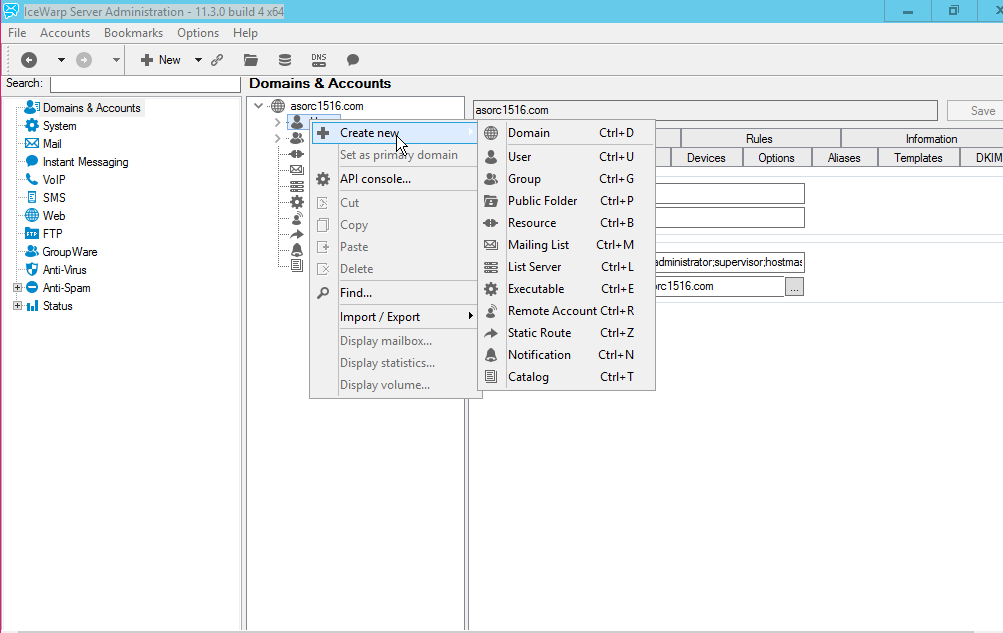 IceWarp Server Administration - 11.3.0 build 4 x64
File Accounts Bookmarks Options Help
New DNS
Search:
Domains & Accounts
System
Mail
Instant Messaging
VoIP
SMS
Web
FTP
GroupWare
Anti-Virus
Anti-Spam
Status
Domains & Accounts
asorc1516.com
Create new
Set as primary domain
API console...
Cut
Copy
Paste
Delete
Find...
Import / Export
Display mailbox...
Display statistics...
Display volume...
Domain Ctrl+D
User Ctrl+U
Group Ctrl+G
Public Folder Ctrl+P
Resource Ctrl+B
Mailing List Ctrl+M
List Server Ctrl+L
Executable Ctrl+E
Remote Account Ctrl+R
Static Route Ctrl+Z
Notification Ctrl+N
Catalog Ctrl+T
asorc1516.com Save
Rules Information
Devices Options Aliases Templates DKIM
administrator;supervisor;hostmas
rc1516.com ...